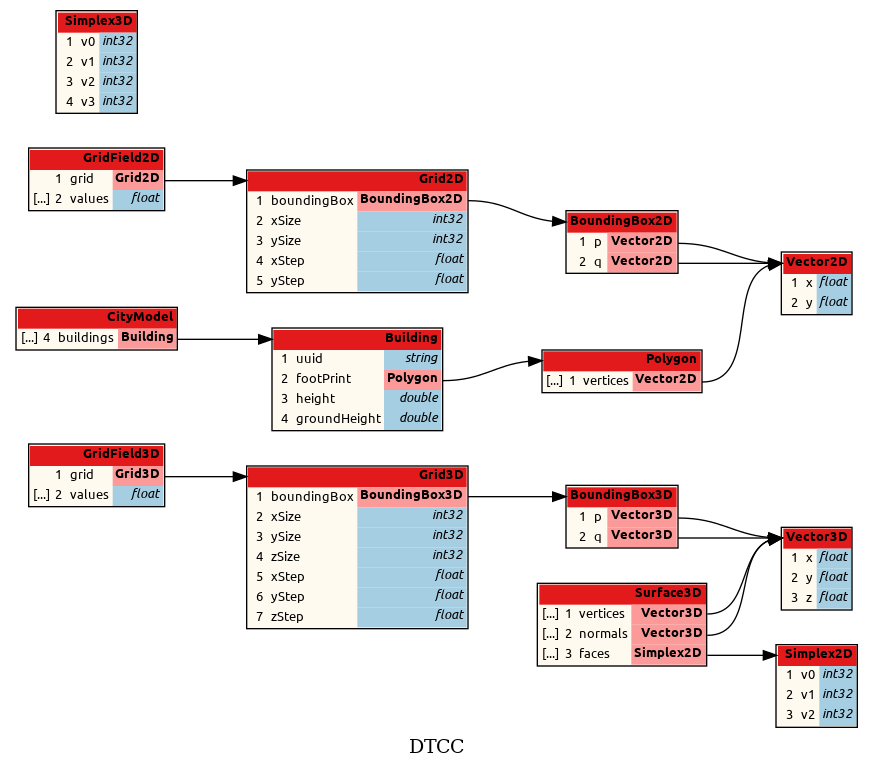 Simplex3D
1 v0 int32
2 v1 int32
3 v2 int32
4 v3 int32
GridField2D
1 grid Grid2D
[...] 2 values float
Grid2D
1 boundingBox BoundingBox2D
2 xSize int32
3 ySize int32
4 xStep float
5 yStep float
BoundingBox2D
1 p Vector2D
2 q Vector2D
Vector2D
1 x float
2 y float
CityModel
[...] 4 buildings Building
Building
1 uuid string
2 footPrint Polygon
3 height double
4 groundHeight double
Polygon
[...] 1 vertices Vector2D
GridField3D
1 grid Grid3D
[...] 2 values float
Grid3D
1 boundingBox BoundingBox3D
2 xSize int32
3 ySize int32
4 zSize int32
5 xStep float
6 yStep float
7 zStep float
BoundingBox3D
1 p Vector3D
2 q Vector3D
Vector3D
1 x float
2 y float
3 z float
Surface3D
[...] 1 vertices Vector3D
[...] 2 normals Vector3D
[...] 3 faces Simplex2D
Simplex2D
1 v0 int32
2 v1 int32
3 v2 int32
DTCC